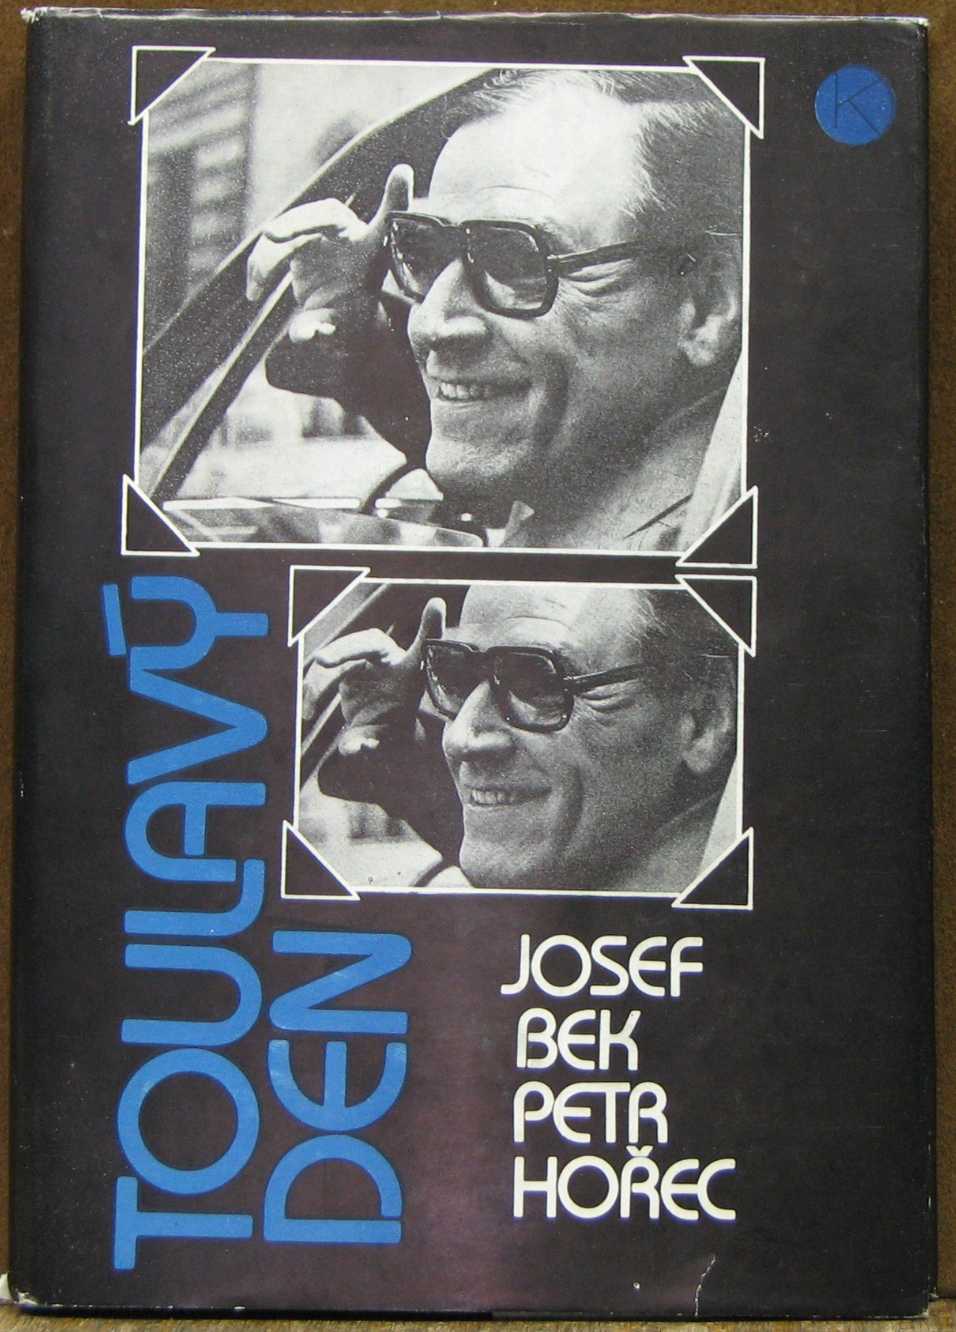 K
TOULAVÝ
DEN
JOSEF
BEK
PETR
HOŘEC